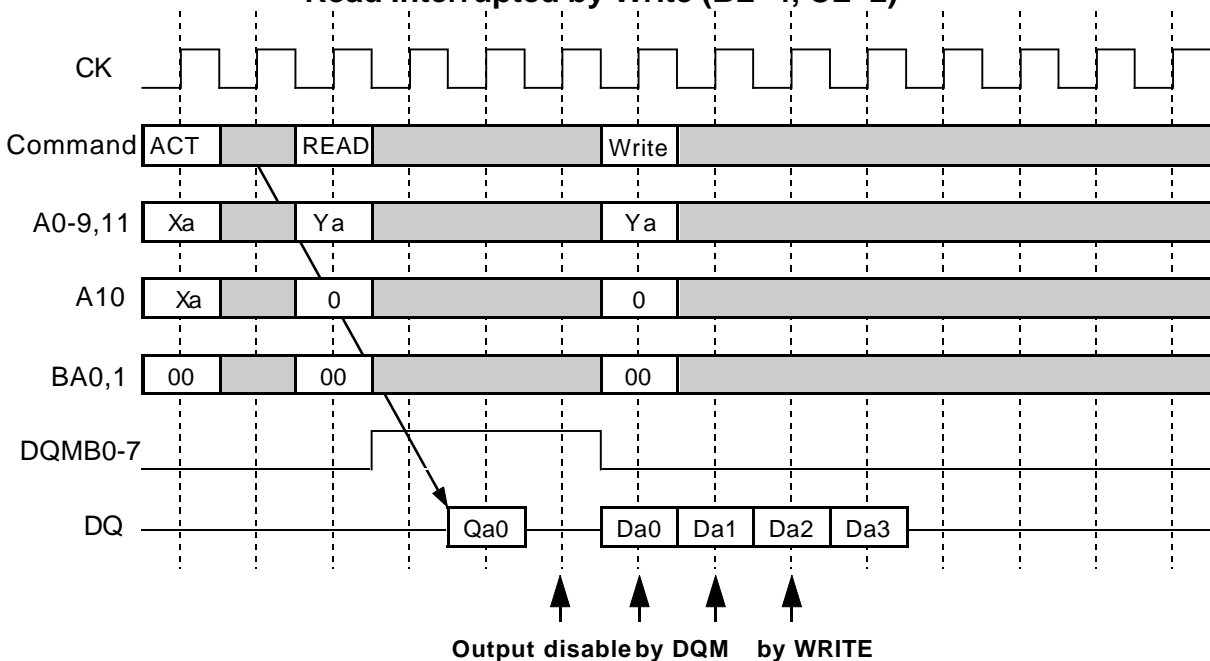 Read Interrupted by Write (BL=4, CL=2)
CK
Command ACT READ Write
A0-9,11 Xa Ya Ya
A10 Xa 0 0
BA0,1 00 00 00
DQMB0-7
DQ Qa0 Da0 Da1 Da2 Da3
Output disable by DQM by WRITE